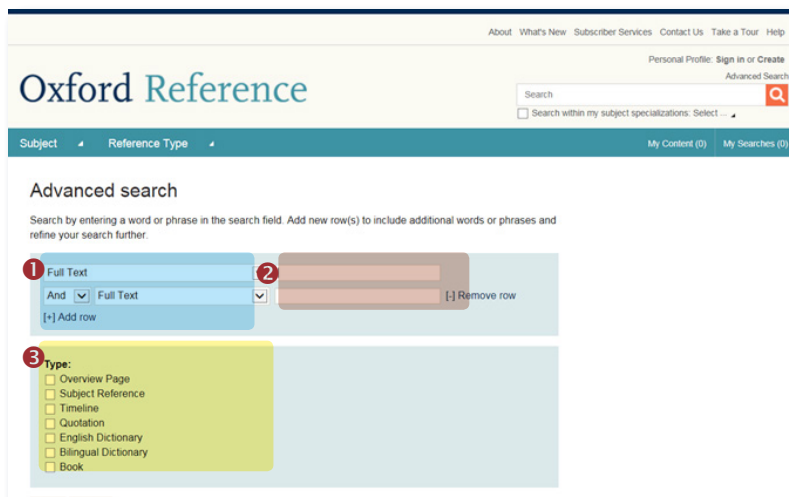 About What's New Subscriber Services Contact Us Take a Tour Help
Personal Profile: Sign in or Create
Advanced Search
Oxford Reference
Search
Search within my subject specializations: Select ...
Subject Reference Type My Content (0) My Searches (0)
Advanced search
Search by entering a word or phrase in the search field. Add new row(s) to include additional words or phrases and
refine your search further.
1 Full Text 2
And Full Text [-] Remove row
[+] Add row
3 Type:
Overview Page
Subject Reference
Timeline
Quotation
English Dictionary
Bilingual Dictionary
Book